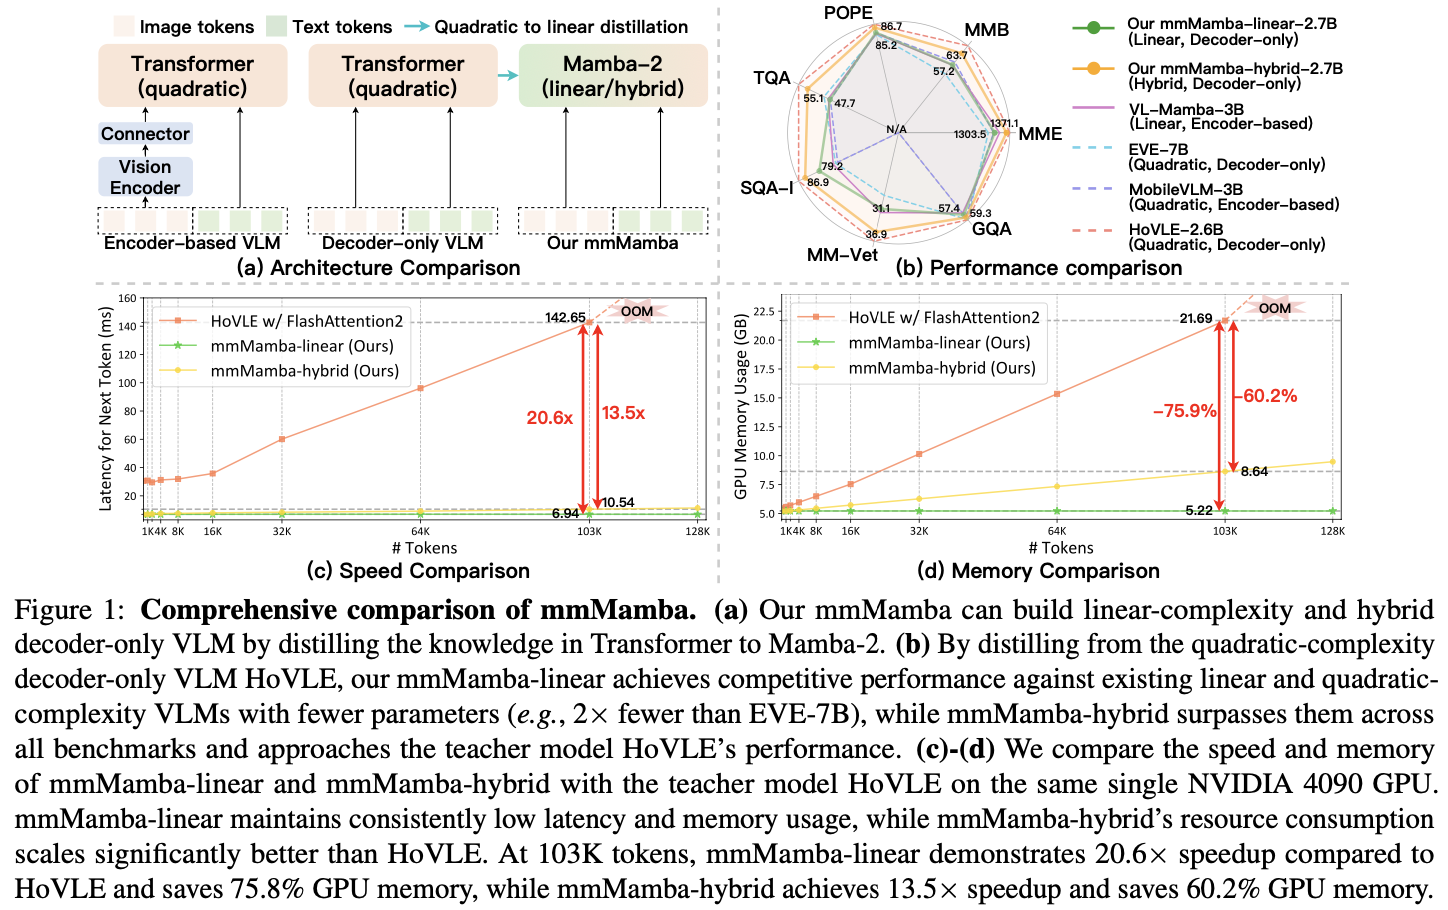 Image tokens
Text tokens
Quadratic to linear distillation
Transformer
(quadratic)
Transformer
(quadratic)
Mamba-2
(linear/hybrid)
Connector
Vision
Encoder
Encoder-based VLM
Decoder-only VLM
Our mmMamba
(a) Architecture Comparison
POPE
86.7
85.2
MMB
63.7
57.2
TQA
55.1
47.7
N/A
1371.1
1303.5
MME
79.2
SQA-I
86.9
31.1
36.9
MM-Vet
57.4
59.3
GQA
Our mmMamba-linear-2.7B
(Linear, Decoder-only)
Our mmMamba-hybrid-2.7B
(Hybrid, Decoder-only)
VL-Mamba-3B
(Linear, Encoder-based)
EVE-7B
(Quadratic, Decoder-only)
MobileVLM-3B
(Quadratic, Encoder-based)
HoVLE-2.6B
(Quadratic, Decoder-only)
(b) Performance comparison
Latency for Next Token (ms)
160
140
120
100
80
60
40
20
HoVLE w/ FlashAttention2
mmMamba-linear (Ours)
mmMamba-hybrid (Ours)
142.65
OOM
20.6x
13.5x
10.54
6.94
1K 4K 8K 16K 32K 64K 103K 128K
# Tokens
(c) Speed Comparison
GPU Memory Usage (GB)
22.5
20.0
17.5
15.0
12.5
10.0
7.5
5.0
HoVLE w/ FlashAttention2
mmMamba-linear (Ours)
mmMamba-hybrid (Ours)
21.69
OOM
-75.9%
-60.2%
8.64
5.22
1K 4K 8K 16K 32K 64K 103K 128K
# Tokens
(d) Memory Comparison
Figure 1: Comprehensive comparison of mmMamba. (a) Our mmMamba can build linear-complexity and hybrid
decoder-only VLM by distilling the knowledge in Transformer to Mamba-2. (b) By distilling from the quadratic-complexity
decoder-only VLM HoVLE, our mmMamba-linear achieves competitive performance against existing linear and quadratic-
complexity VLMs with fewer parameters (e.g., 2× fewer than EVE-7B), while mmMamba-hybrid surpasses them across
all benchmarks and approaches the teacher model HoVLE's performance. (c)-(d) We compare the speed and memory
of mmMamba-linear and mmMamba-hybrid with the teacher model HoVLE on the same single NVIDIA 4090 GPU.
mmMamba-linear maintains consistently low latency and memory usage, while mmMamba-hybrid's resource consumption
scales significantly better than HoVLE. At 103K tokens, mmMamba-linear demonstrates 20.6× speedup compared to
HoVLE and saves 75.8% GPU memory, while mmMamba-hybrid achieves 13.5× speedup and saves 60.2% GPU memory.